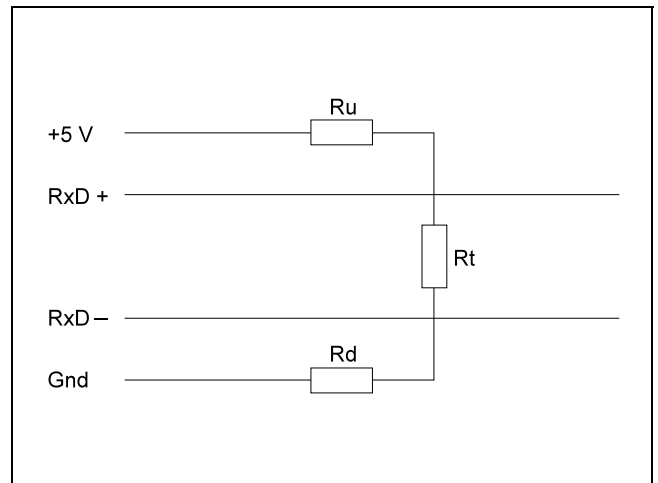 Ru
+5 V
RxD +
Rt
RxD –
Rd
Gnd